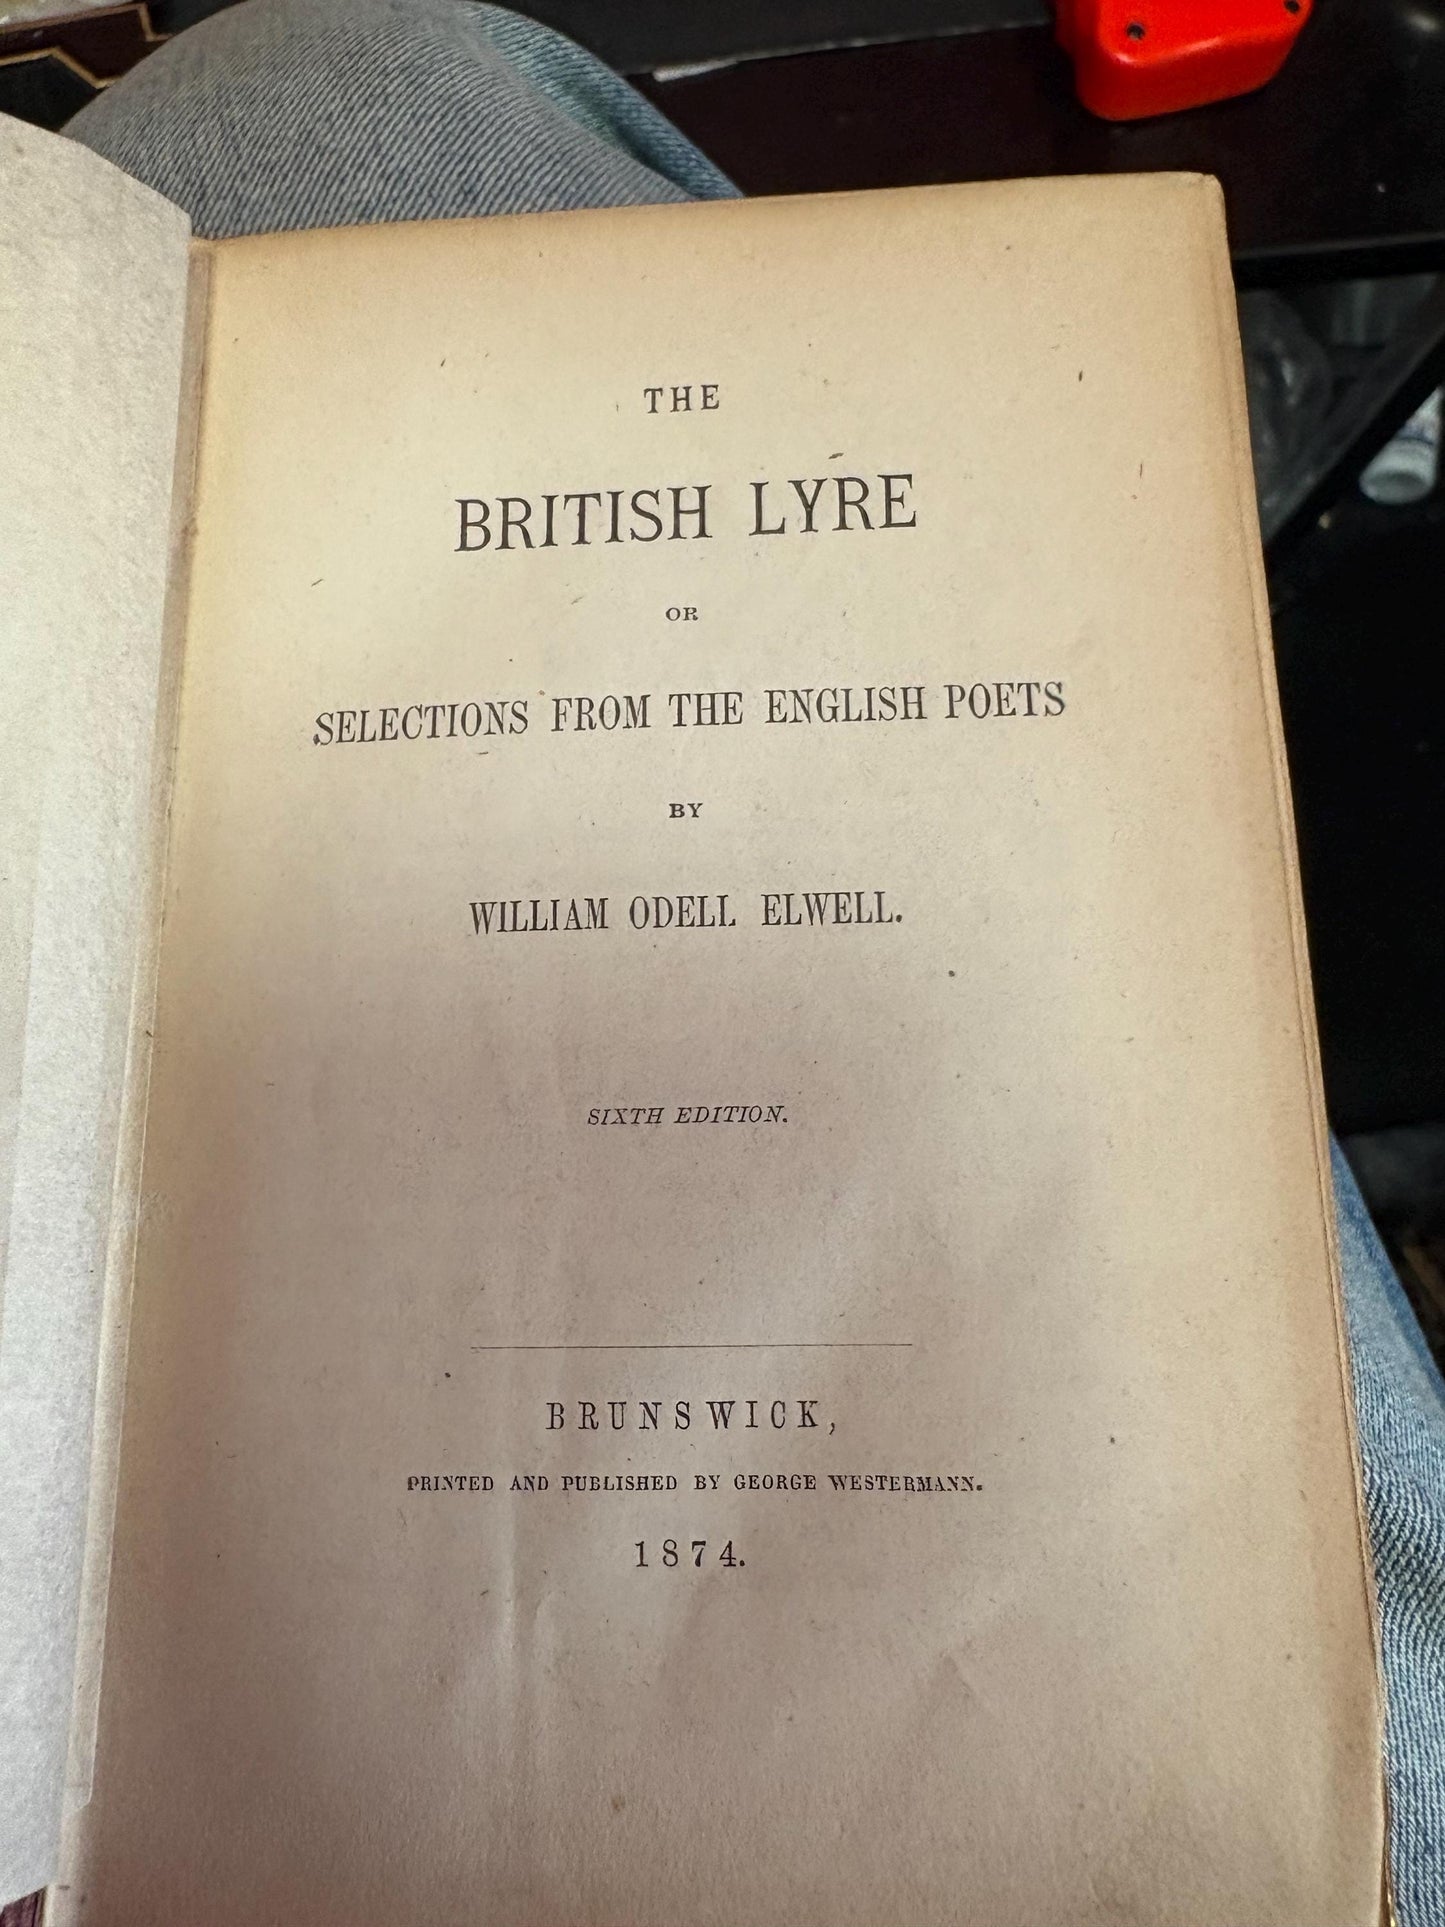 THE
BRITISH LYRE
OR
SELECTIONS FROM THE ENGLISH POETS
BY
WILLIAM ODELL ELWELL.
SIXTH EDITION.
BRUNSWICK,
PRINTED AND PUBLISHED BY GEORGE WESTERMANN.
1874.